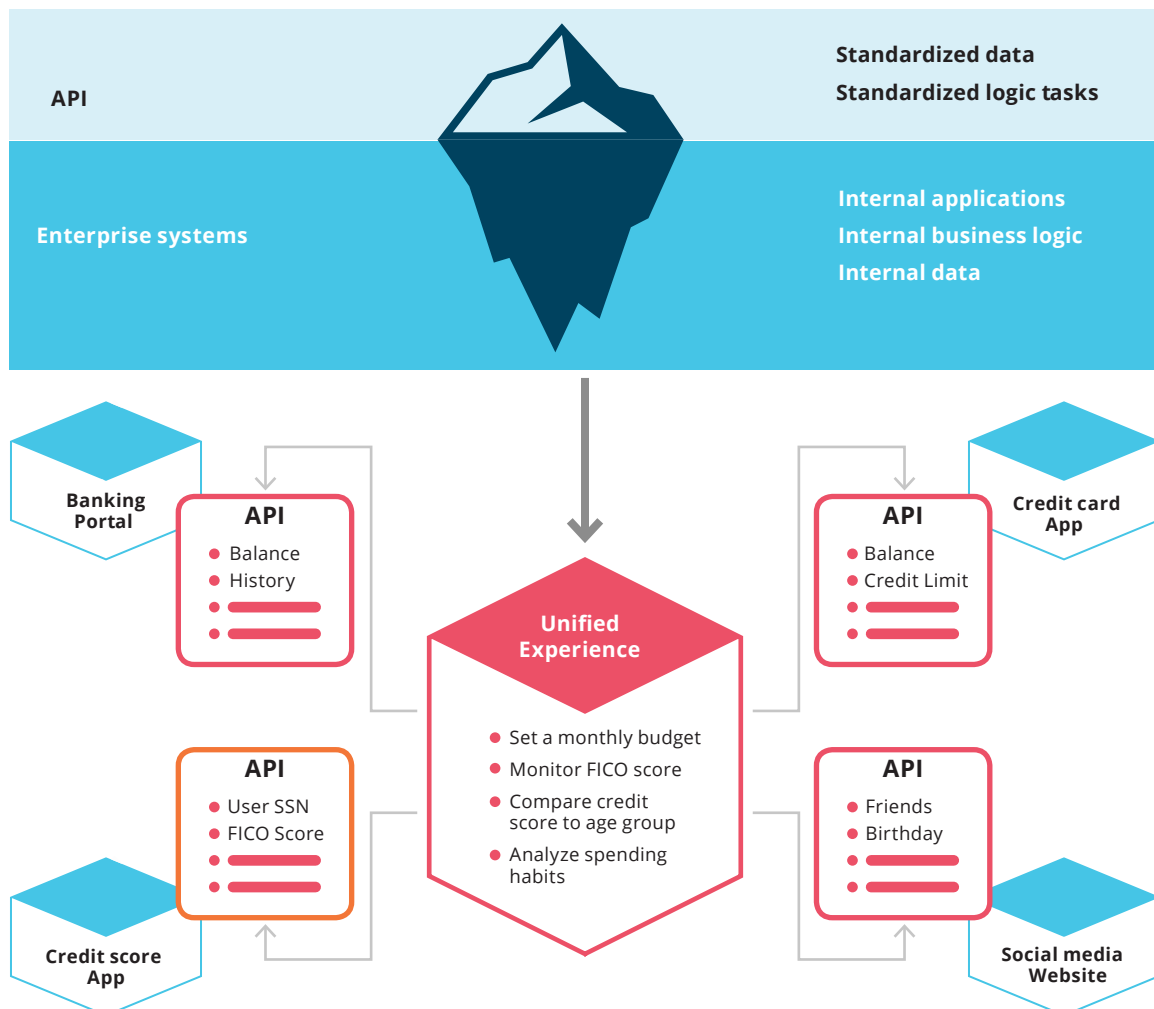 API
Standardized data
Standardized logic tasks
Enterprise systems
Internal applications
Internal business logic
Internal data
Banking
Portal
API
Balance
History
Credit card
App
API
Balance
Credit Limit
Unified
Experience
Set a monthly budget
Monitor FICO score
Compare credit
score to age group
Analyze spending
habits
Credit score
App
API
User SSN
FICO Score
API
Friends
Birthday
Social media
Website